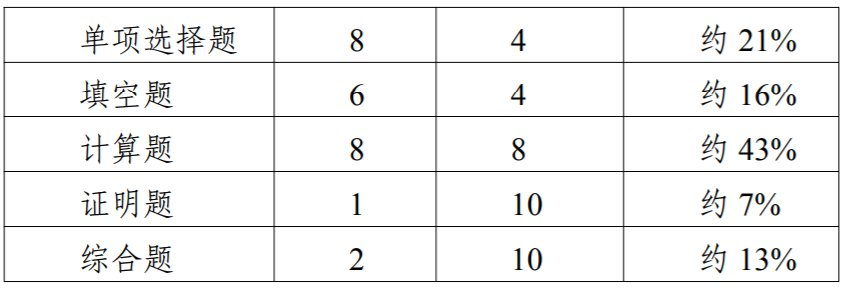 单项选择题 8 4 约 21%
填空题 6 4 约 16%
计算题 8 8 约 43%
证明题 1 10 约 7%
综合题 2 10 约 13%